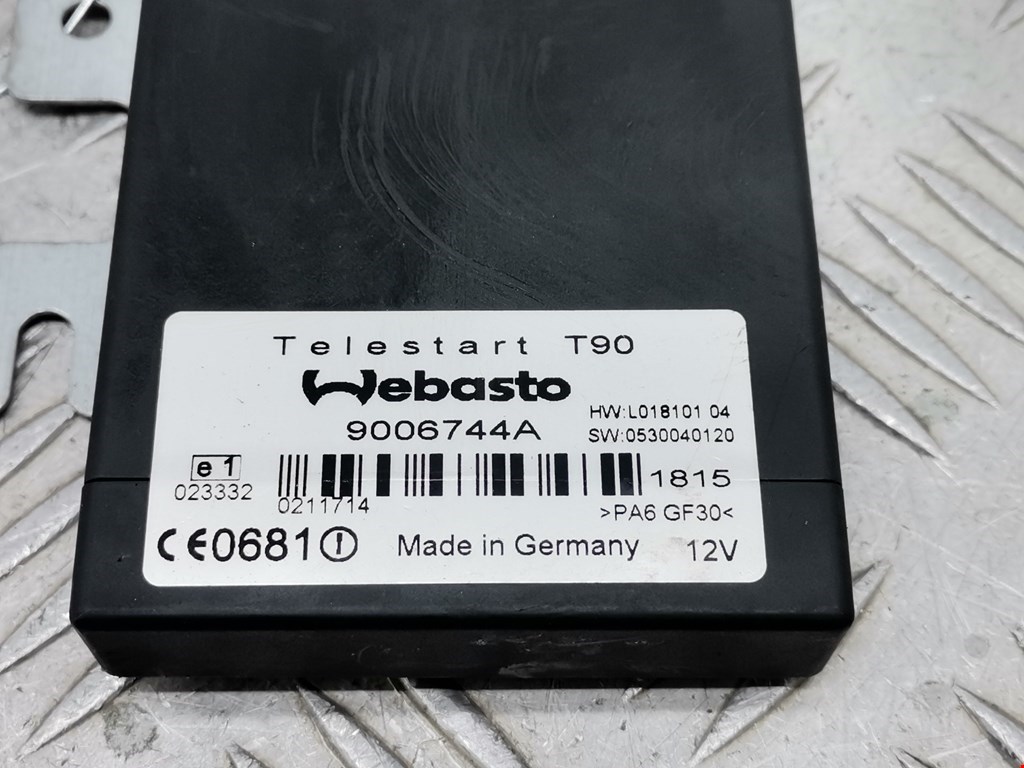 Telestart T90
Webasto
9006744A
HW:L018101 04
SW:0530040120
e1
023332
0211714
1815
>PA6 GF30<
CE0681
Made in Germany
12V